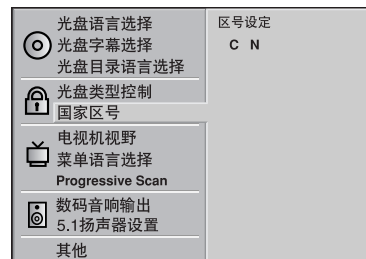 光盘语言选择
光盘字幕选择
光盘目录语言选择
光盘类型控制
国家区号
电视机视野
菜单语言选择
Progressive Scan
数码音响输出
5.1扬声器设置
其他
区号设定
C N